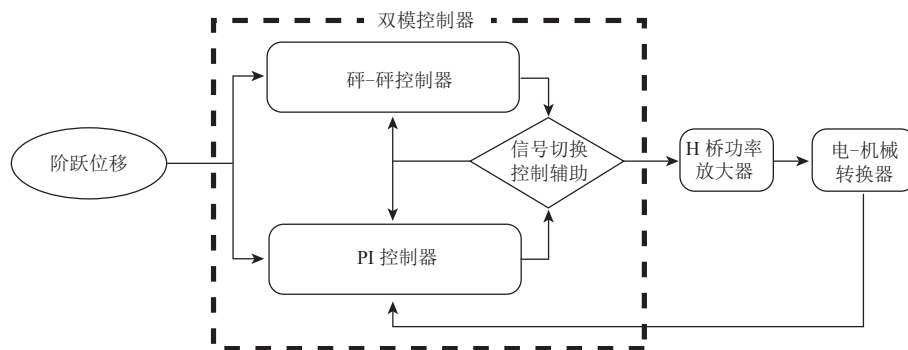 双模控制器
砰-砰控制器
阶跃位移
信号切换
控制辅助
H 桥功率
放大器
电-机械
转换器
PI 控制器